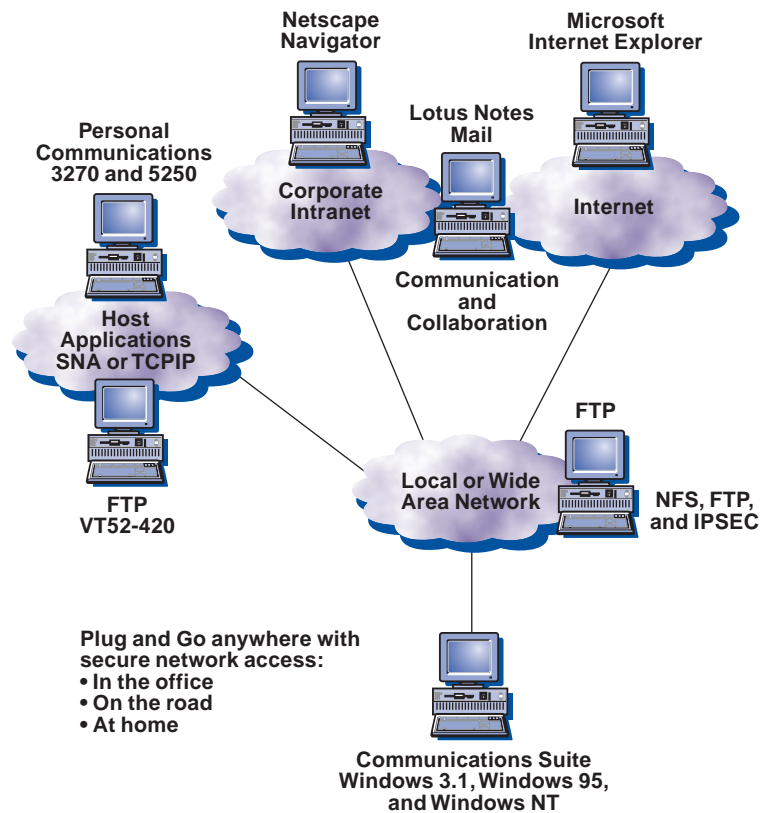 Netscape
Navigator
Microsoft
Internet Explorer
Lotus Notes
Mail
Personal
Communications
3270 and 5250
Corporate
Intranet
Internet
Communication
and
Collaboration
Host
Applications
SNA or TCPIP
FTP
VT52-420
FTP
Local or Wide
Area Network
NFS, FTP,
and IPSEC
Plug and Go anywhere with
secure network access:
• In the office
• On the road
• At home
Communications Suite
Windows 3.1, Windows 95,
and Windows NT